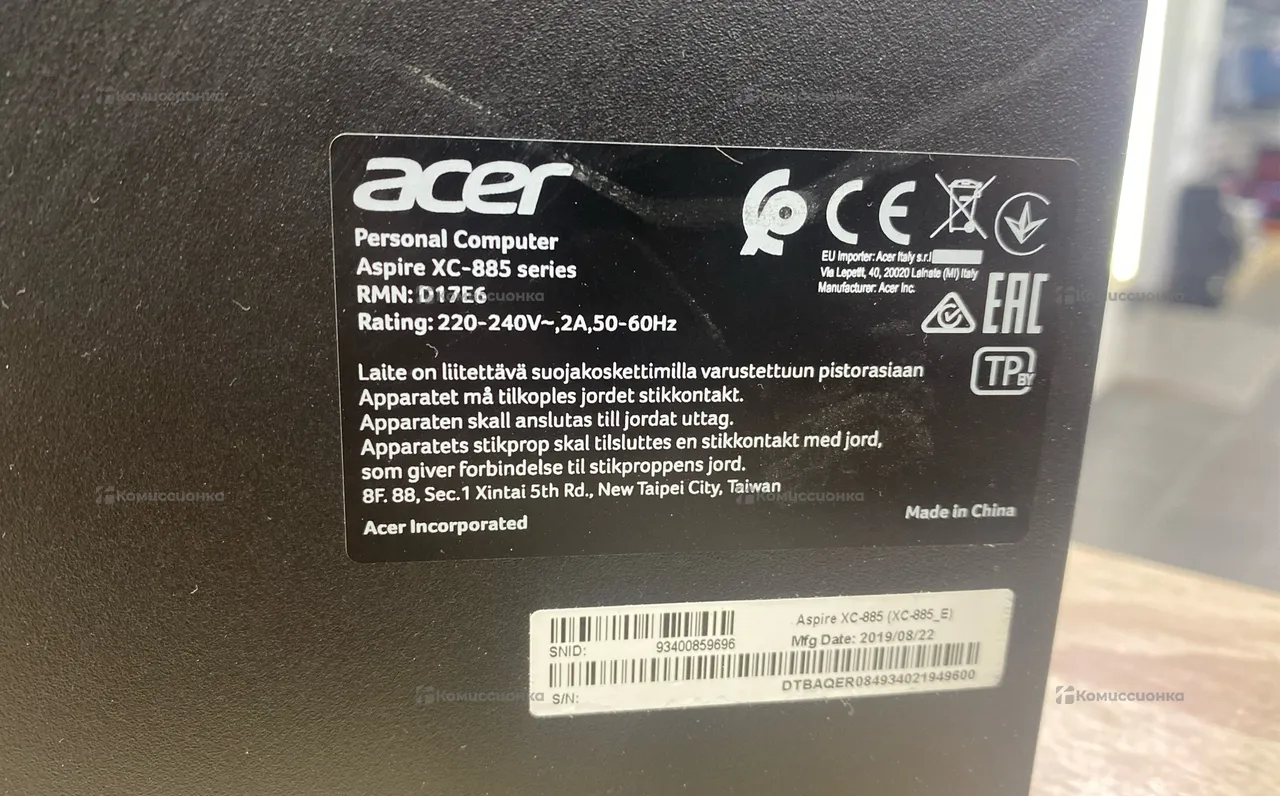 acer
Personal Computer
Aspire XC-885 series
RMN: D17E6
Rating: 220-240V~,2A,50-60Hz
CE
EU Importer: Acer Italy s.r.l
Via Lepetit, 40, 20020 Lainate (MI) Italy
Manufacturer: Acer Inc.
EAC
TP BY
Laite on liitettävä suojakoskettimilla varustettuun pistorasiaan
Apparatet må tilkoples jordet stikkontakt.
Apparaten skall anslutas till jordat uttag.
Apparatets stikprop skal tilsluttes en stikkontakt med jord,
som giver forbindelse til stikproppens jord.
8F. 88, Sec.1 Xintai 5th Rd., New Taipei City, Taiwan
Acer Incorporated
Made in China
Aspire XC-885 (XC-885_E)
SNID: 93400859696
Mfg Date: 2019/08/22
S/N: DTBAQER084934021949600
Комиссионка
Комиссионка
Комиссионка
Комиссионка
Комиссионка
Комиссионка
Комиссионка
Комиссионка